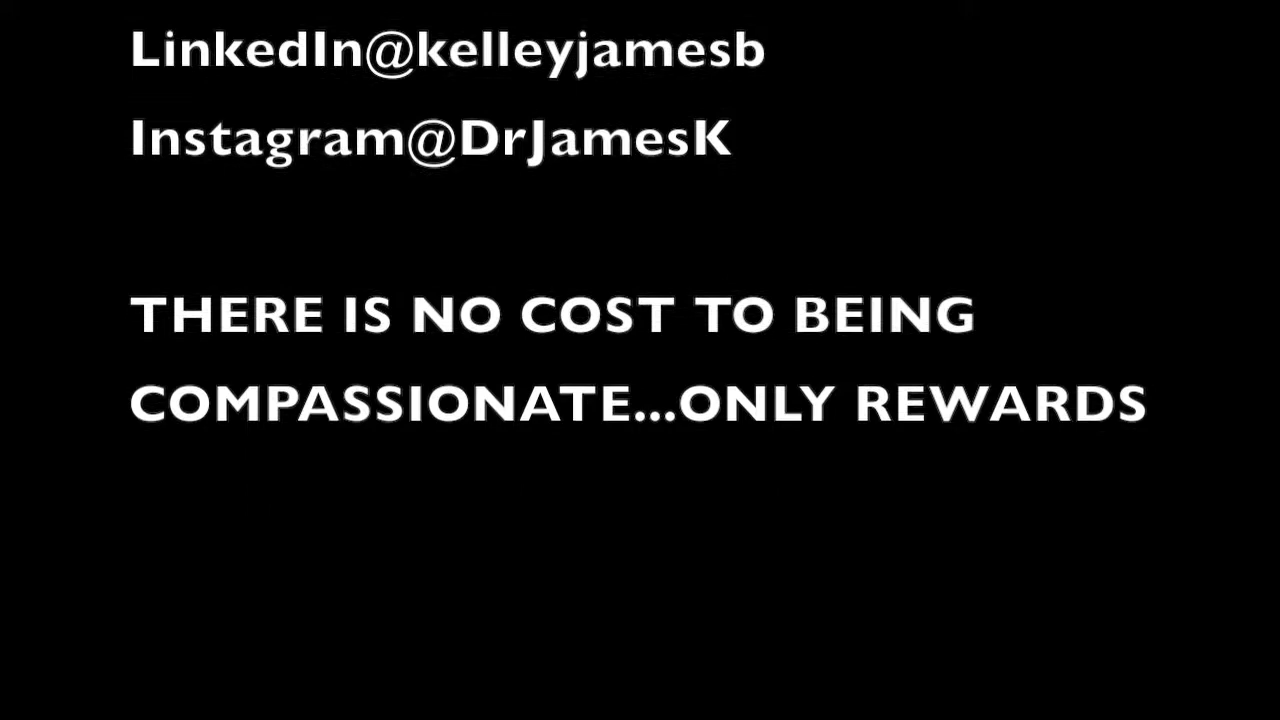 LinkedIn@kelleyjamesb
Instagram@DrJamesK
THERE IS NO COST TO BEING
COMPASSIONATE...ONLY REWARDS